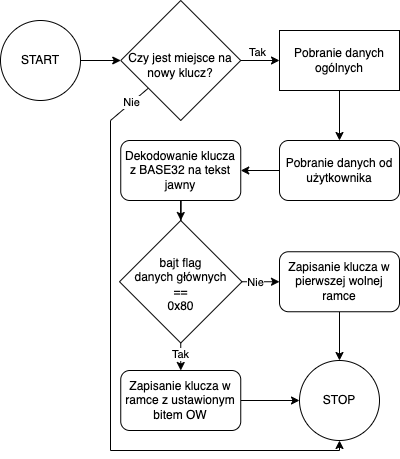 START
Czy jest miejsce na
nowy klucz?
Tak
Pobranie danych
ogólnych
Nie
Dekodowanie klucza
z BASE32 na tekst
jawny
Pobranie danych od
użytkownika
bajt flag
danych głównych
==
0x80
Nie
Zapisanie klucza w
pierwszej wolnej
ramce
Tak
Zapisanie klucza w
ramce z ustawionym
bitem OW
STOP